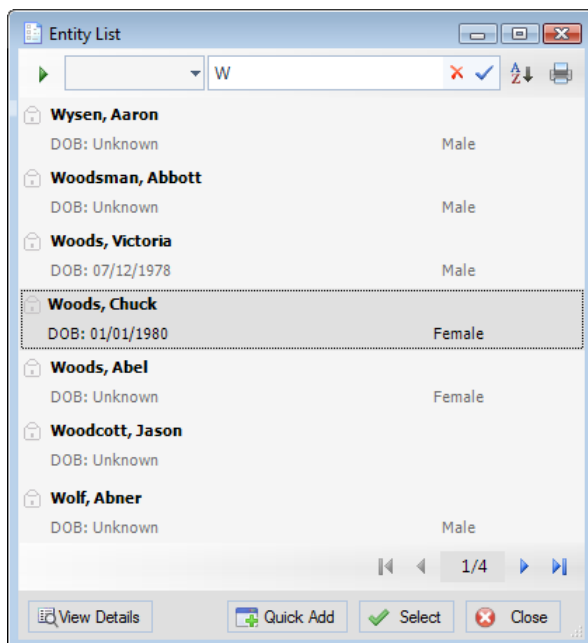 Entity List
W
A
Z
Wysen, Aaron
DOB: Unknown Male
Woodsman, Abbott
DOB: Unknown Male
Woods, Victoria
DOB: 07/12/1978 Male
Woods, Chuck
DOB: 01/01/1980 Female
Woods, Abel
DOB: Unknown Female
Woodcott, Jason
DOB: Unknown
Wolf, Abner
DOB: Unknown Male
1/4
View Details Quick Add Select Close